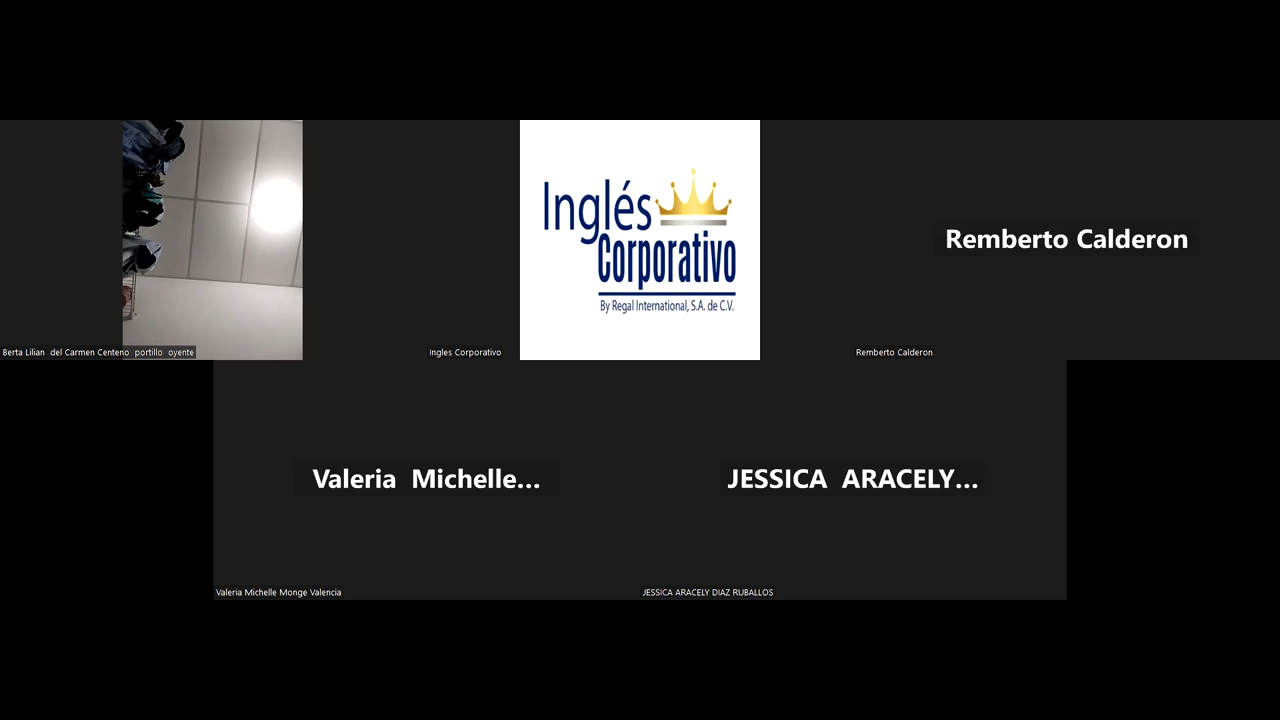 Inglés
Corporativo
By Regal International, S.A. de C.V.
Remberto Calderon
Berta Lilian  del Carmen Centeno  portillo  oyente
Ingles Corporativo
Remberto Calderon
Valeria  Michelle...
JESSICA  ARACELY...
Valeria Michelle Monge Valencia
JESSICA ARACELY DIAZ RUBALLOS